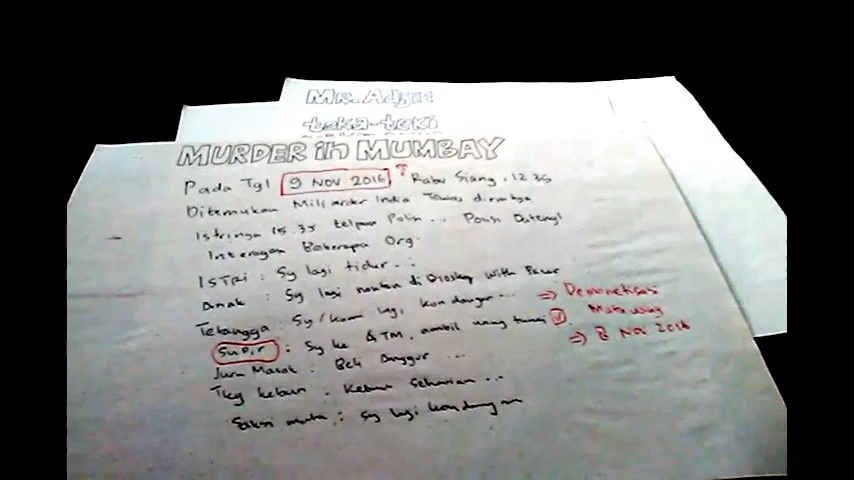 Mr. Adjie
teka-teki
MURDER in MUMBAY
Pada Tgl 9 NOV 2016 ? Rabu Siang, 12.35
Ditemukan Miliarder India Tewas dirumahnya
Istrinya 15.35 telpon Polisi ... Polisi Datang
Interogasi Beberapa Org.
ISTRI : Sy lagi tidur ...
Anak : Sy lagi nonton di Bioskop with Pacar
Tetangga : Sy/kami lagi kondangan ... => Demonetisasi
Mata uang
Supir : Sy ke ATM, ambil uang tunai => 8 Nov 2016
Juru Masak : Beli Anggur ...
Tkg kebun : Kebun Seharian ..
Saksi mata : Sy lagi kondangan